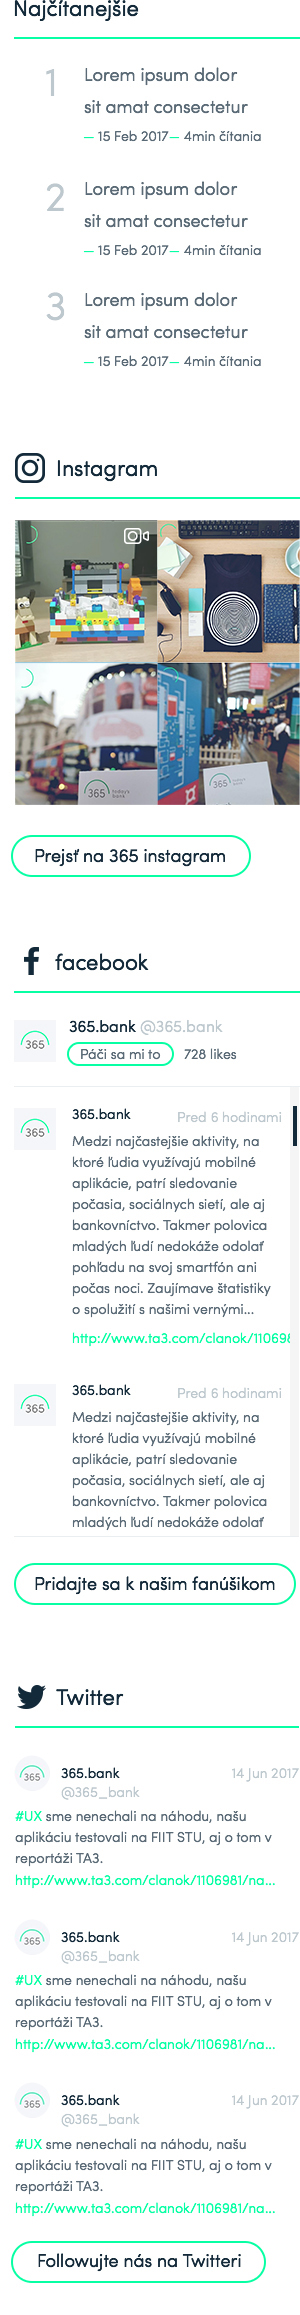 Najčítanejšie
1
Lorem ipsum dolor
sit amat consectetur
— 15 Feb 2017— 4min čítania
2
Lorem ipsum dolor
sit amat consectetur
— 15 Feb 2017— 4min čítania
3
Lorem ipsum dolor
sit amat consectetur
— 15 Feb 2017— 4min čítania
Instagram
365 today's
bank
365
Prejsť na 365 instagram
facebook
365
365.bank @365.bank
Páči sa mi to 728 likes
365
365.bank Pred 6 hodinami
Medzi najčastejšie aktivity, na
ktoré ľudia využívajú mobilné
aplikácie, patrí sledovanie
počasia, sociálnych sietí, ale aj
bankovníctvo. Takmer polovica
mladých ľudí nedokáže odolať
pohľadu na svoj smartfón ani
počas noci. Zaujímave štatistiky
o spolužití s našimi vernými...
http://www.ta3.com/clanok/110698
365
365.bank Pred 6 hodinami
Medzi najčastejšie aktivity, na
ktoré ľudia využívajú mobilné
aplikácie, patrí sledovanie
počasia, sociálnych sietí, ale aj
bankovníctvo. Takmer polovica
mladých ľudí nedokáže odolať
Pridajte sa k našim fanúšikom
Twitter
365
365.bank 14 Jun 2017
@365_bank
#UX sme nenechali na náhodu, našu
aplikáciu testovali na FIIT STU, aj o tom v
reportáži TA3.
http://www.ta3.com/clanok/1106981/na...
365
365.bank 14 Jun 2017
@365_bank
#UX sme nenechali na náhodu, našu
aplikáciu testovali na FIIT STU, aj o tom v
reportáži TA3.
http://www.ta3.com/clanok/1106981/na...
365
365.bank 14 Jun 2017
@365_bank
#UX sme nenechali na náhodu, našu
aplikáciu testovali na FIIT STU, aj o tom v
reportáži TA3.
http://www.ta3.com/clanok/1106981/na...
Followujte nás na Twitteri